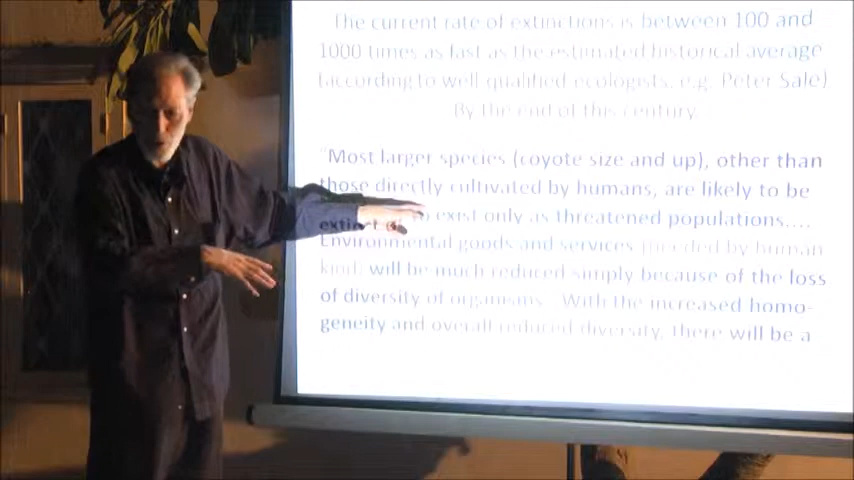 The current rate of extinctions is between 100 and
1000 times as fast as the estimated historical average
(according to well qualified ecologists, e.g. Peter Sale)
By the end of this century
"Most larger species (coyote size and up), other than
those directly cultivated by humans, are likely to be
extinct exist only as threatened populations....
Environmental goods and services (needed by human
kind) will be much reduced simply because of the loss
of diversity of organisms. With the increased homo-
geneity and overall reduced diversity, there will be a